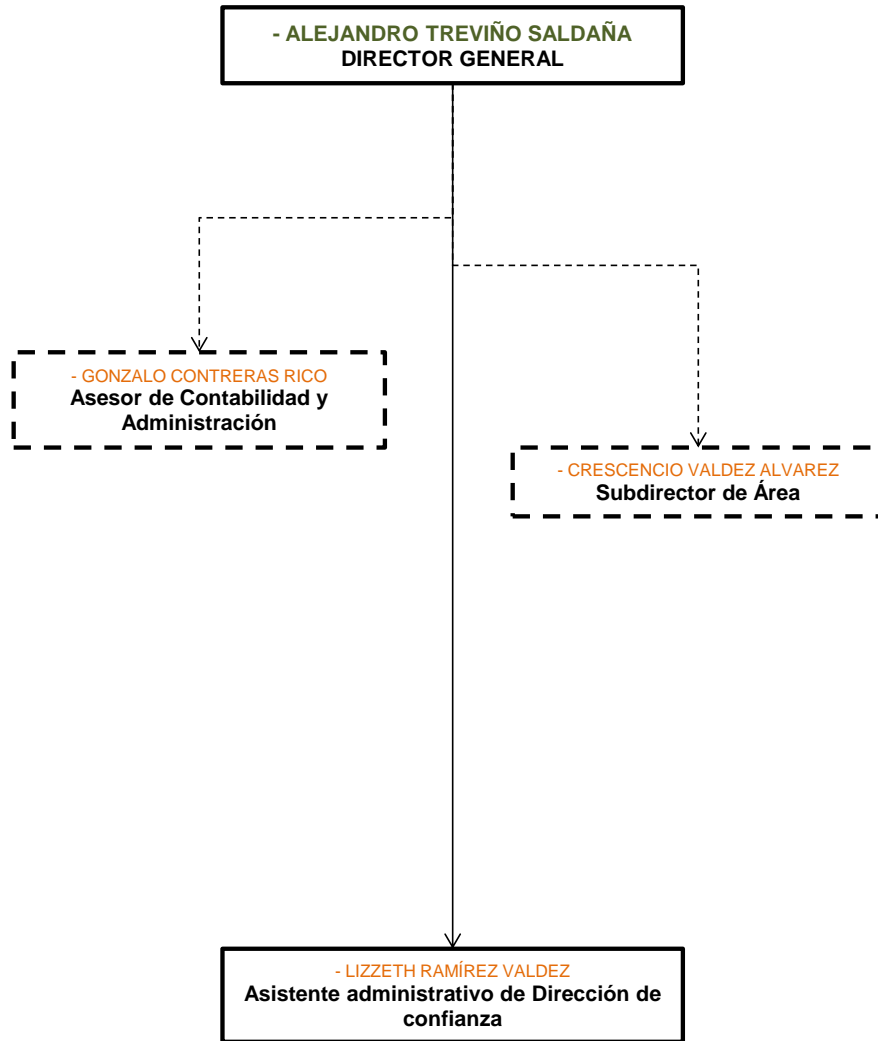 - ALEJANDRO TREVIÑO SALDAÑA
DIRECTOR GENERAL
- GONZALO CONTRERAS RICO
Asesor de Contabilidad y
Administración
- CRESCENCIO VALDEZ ALVAREZ
Subdirector de Área
- LIZZETH RAMÍREZ VALDEZ
Asistente administrativo de Dirección de
confianza